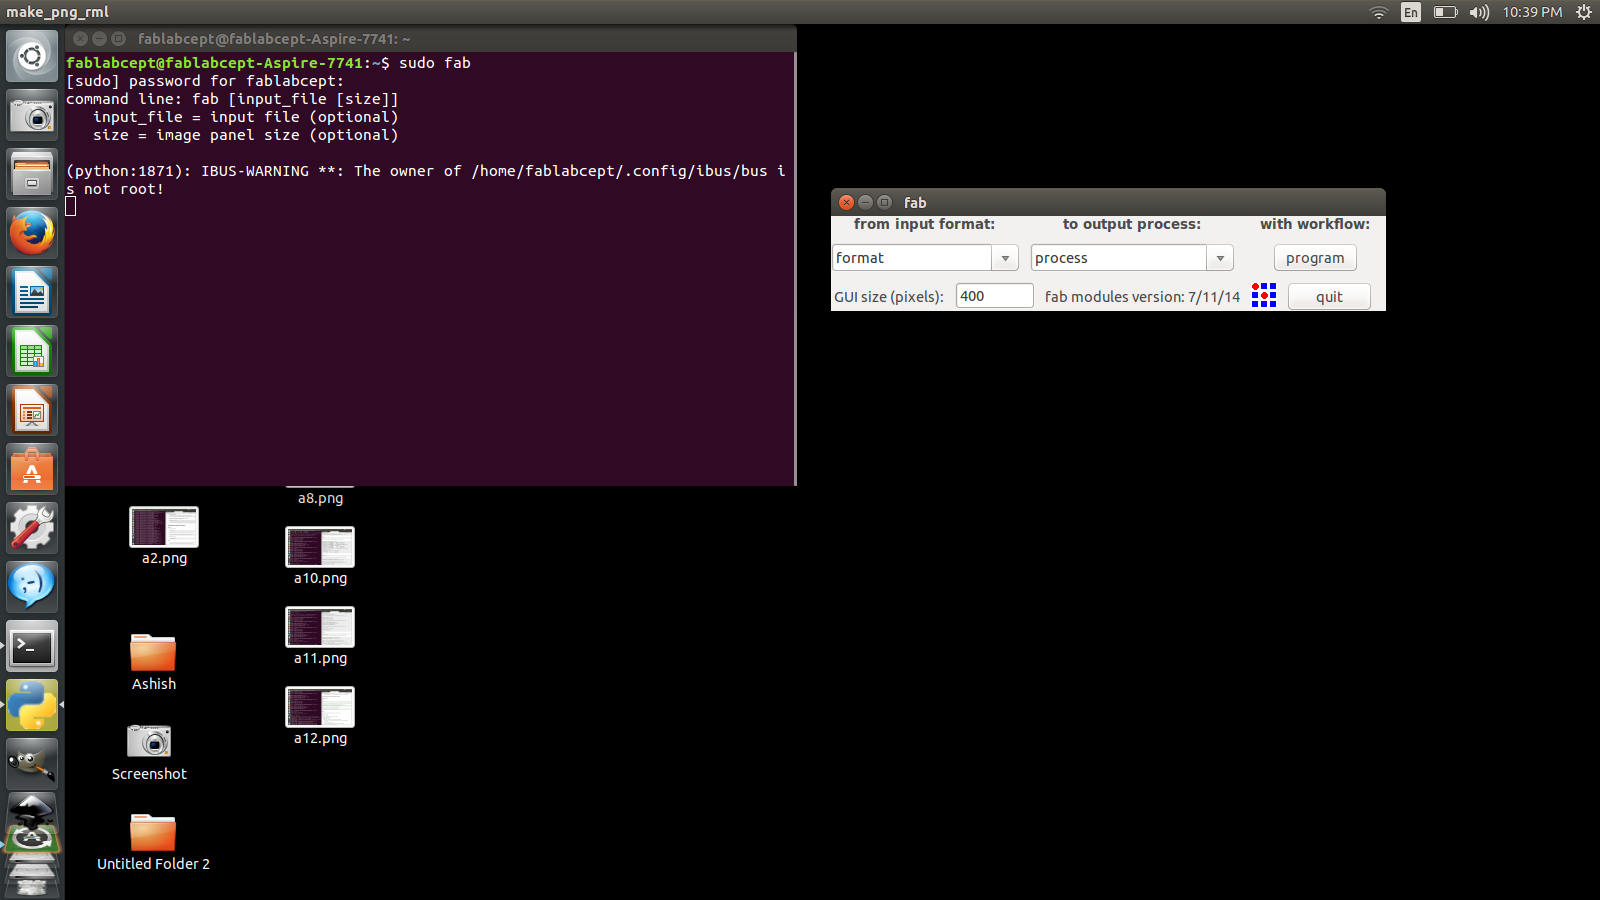 make_png_rml
En
10:39 PM
fablabcept@fablabcept-Aspire-7741: ~
fablabcept@fablabcept-Aspire-7741:~$ sudo fab
[sudo] password for fablabcept:
command line: fab [input_file [size]]
input_file = input file (optional)
size = image panel size (optional)
(python:1871): IBUS-WARNING **: The owner of /home/fablabcept/.config/ibus/bus i
s not root!
fab
from input format:
to output process:
with workflow:
format
process
program
GUI size (pixels):
400
fab modules version: 7/11/14
quit
a8.png
a2.png
a10.png
a11.png
Ashish
a12.png
Screenshot
Untitled Folder 2